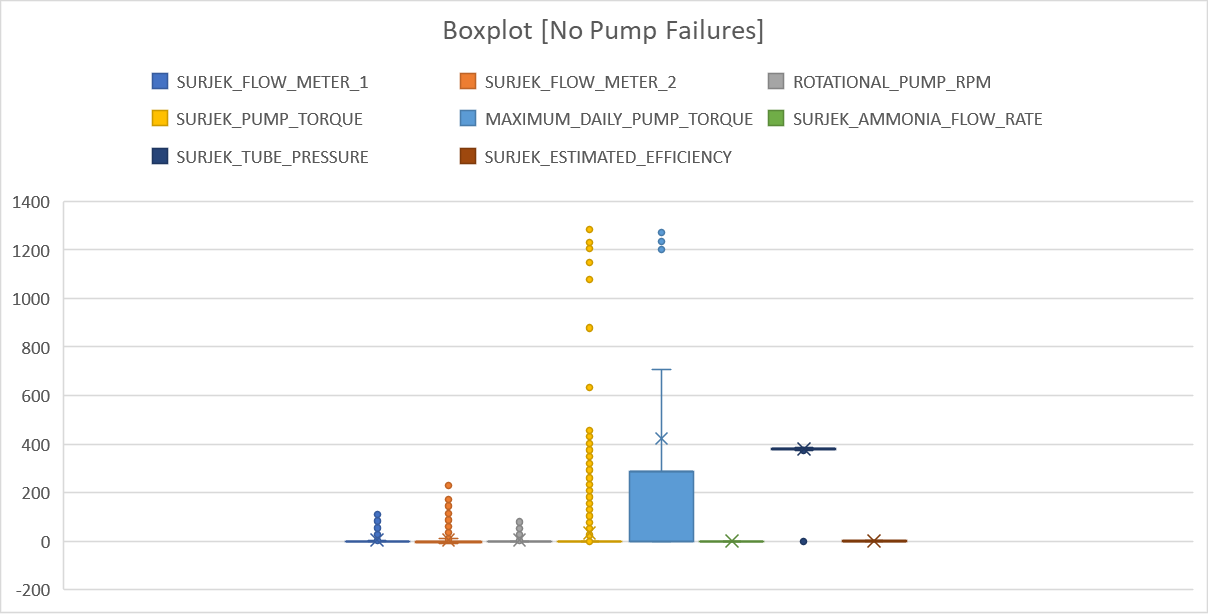 Boxplot [No Pump Failures]
SURJEK_FLOW_METER_1 SURJEK_FLOW_METER_2 ROTATIONAL_PUMP_RPM
SURJEK_PUMP_TORQUE MAXIMUM_DAILY_PUMP_TORQUE SURJEK_AMMONIA_FLOW_RATE
SURJEK_TUBE_PRESSURE SURJEK_ESTIMATED_EFFICIENCY
1400
1200
1000
800
600
400
200
0
-200